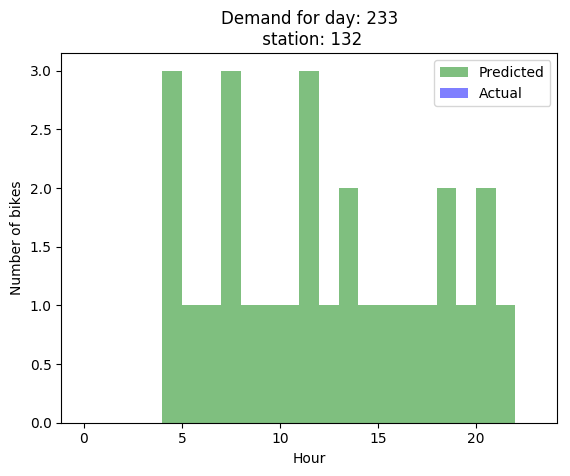 Demand for day: 233
station: 132
Predicted
Actual
3.0
2.5
2.0
1.5
1.0
0.5
0.0
Number of bikes
0 5 10 15 20
Hour